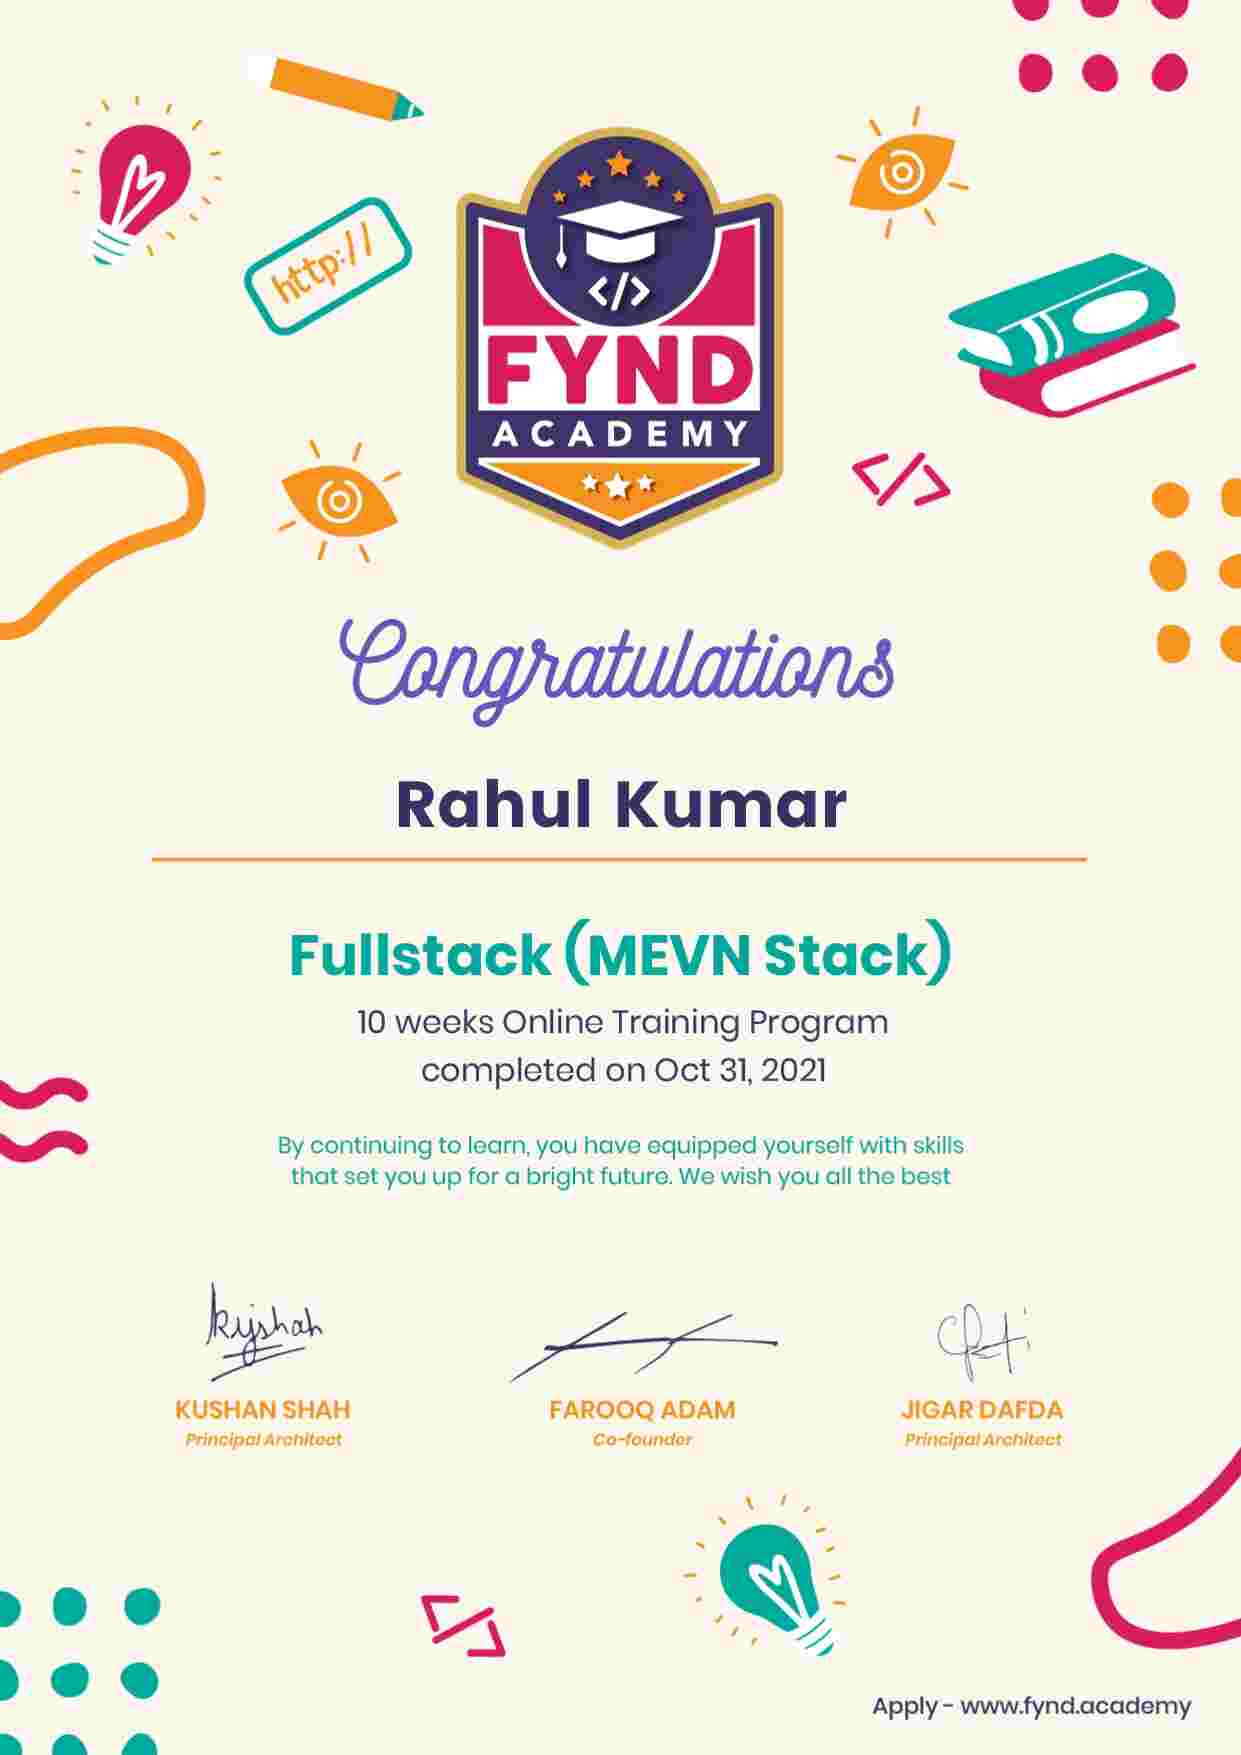 http://
</>
FYND
ACADEMY
</>
Congratulations
Rahul Kumar
Fullstack (MEVN Stack)
10 weeks Online Training Program
completed on Oct 31, 2021
By continuing to learn, you have equipped yourself with skills
that set you up for a bright future. We wish you all the best
kyshah
KUSHAN SHAH
Principal Architect
FAROOQ ADAM
Co-founder
JIGAR DAFDA
Principal Architect
</>
Apply - www.fynd.academy